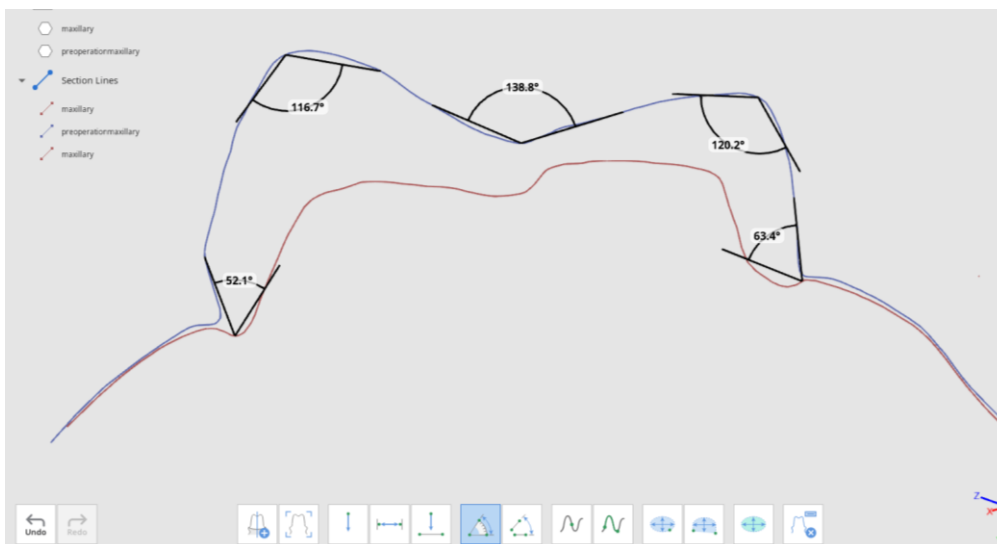 maxillary
preoperationmaxillary
Section Lines
maxillary
preoperationmaxillary
maxillary
116.7°
138.8°
120.2°
63.4°
52.1°
Z
X
Undo
Redo